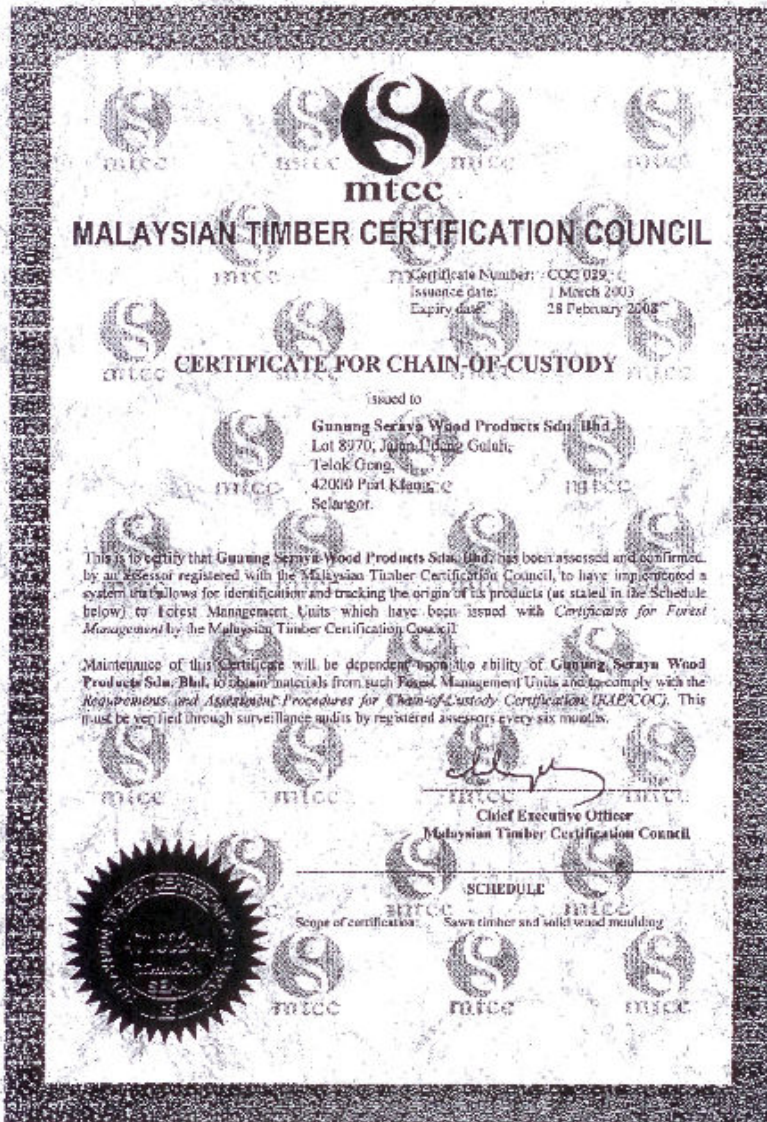 mtcc
MALAYSIAN TIMBER CERTIFICATION COUNCIL
Certificate Number: COC 029
Issuance date: 1 March 2003
Expiry date: 28 February 2008
CERTIFICATE FOR CHAIN-OF-CUSTODY
issued to
Gunung Seraya Wood Products Sdn. Bhd.
Lot 8970, Jalan Udang Galah,
Telok Gong,
42000 Port Klang,
Selangor.
This is to certify that Gunung Seraya Wood Products Sdn. Bhd. has been assessed and confirmed
by an assessor registered with the Malaysian Timber Certification Council, to have implemented a
system that allows for identification and tracking the origin of its products (as stated in the Schedule
below) to Forest Management Units which have been issued with Certificates for Forest
Management by the Malaysian Timber Certification Council.
Maintenance of this Certificate will be dependent upon the ability of Gunung Seraya Wood
Products Sdn. Bhd. to obtain materials from such Forest Management Units and to comply with the
Requirements and Assessment Procedures for Chain-of-Custody Certification (RAP/COC). This
must be verified through surveillance audits by registered assessors every six months.
Chief Executive Officer
Malaysian Timber Certification Council
SCHEDULE
Scope of certification: Sawn timber and solid wood moulding